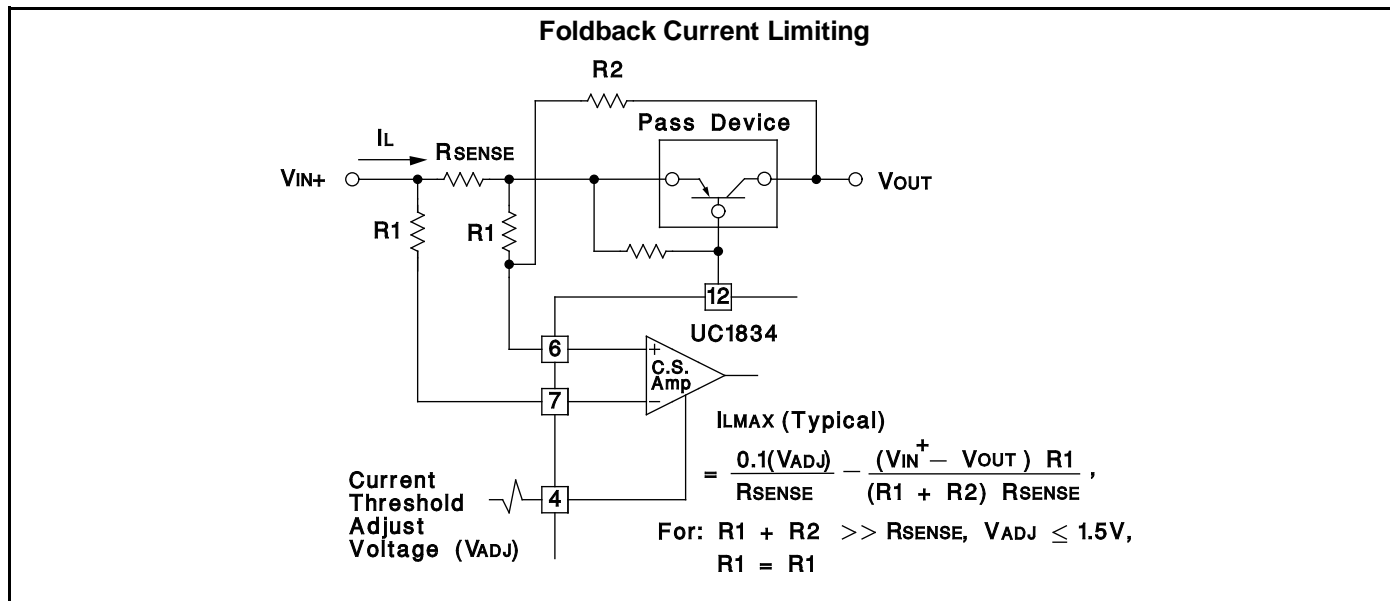 Foldback Current Limiting
R2
Pass Device
IL
RSENSE
VIN+
VOUT
R1
R1
12
UC1834
6
+
C.S.
Amp
7
−
ILMAX (Typical)
= 0.1(VADJ) / RSENSE − (VIN+ − VOUT) R1 / (R1 + R2) RSENSE ,
Current
Threshold
Adjust
Voltage (VADJ)
4
For: R1 + R2 >> RSENSE, VADJ ≤ 1.5V,
R1 = R1